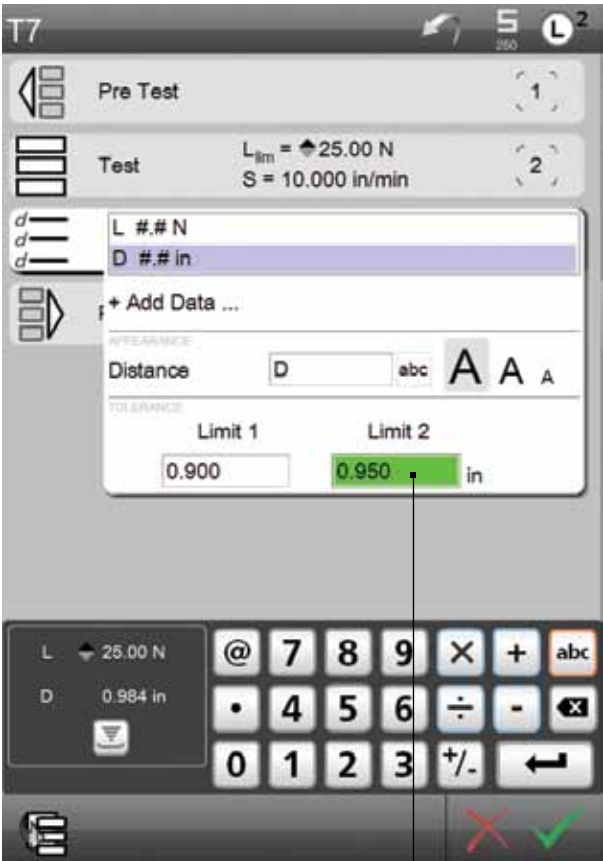 T7
S
250
L 2
Pre Test
1
Test
L lim = 25.00 N
S = 10.000 in/min
2
d
d
d
L #.# N
D #.# in
+ Add Data ...
APPEARANCE
Distance D abc A A A
TOLERANCE
Limit 1 Limit 2
0.900 0.950 in
L 25.00 N
D 0.984 in
@ 7 8 9 × + abc
• 4 5 6 ÷ -
0 1 2 3 +/-